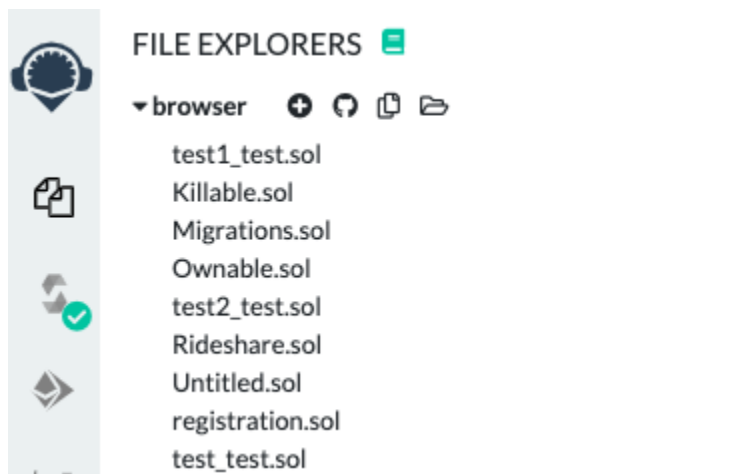 FILE EXPLORERS
browser
test1_test.sol
Killable.sol
Migrations.sol
Ownable.sol
test2_test.sol
Rideshare.sol
Untitled.sol
registration.sol
test_test.sol